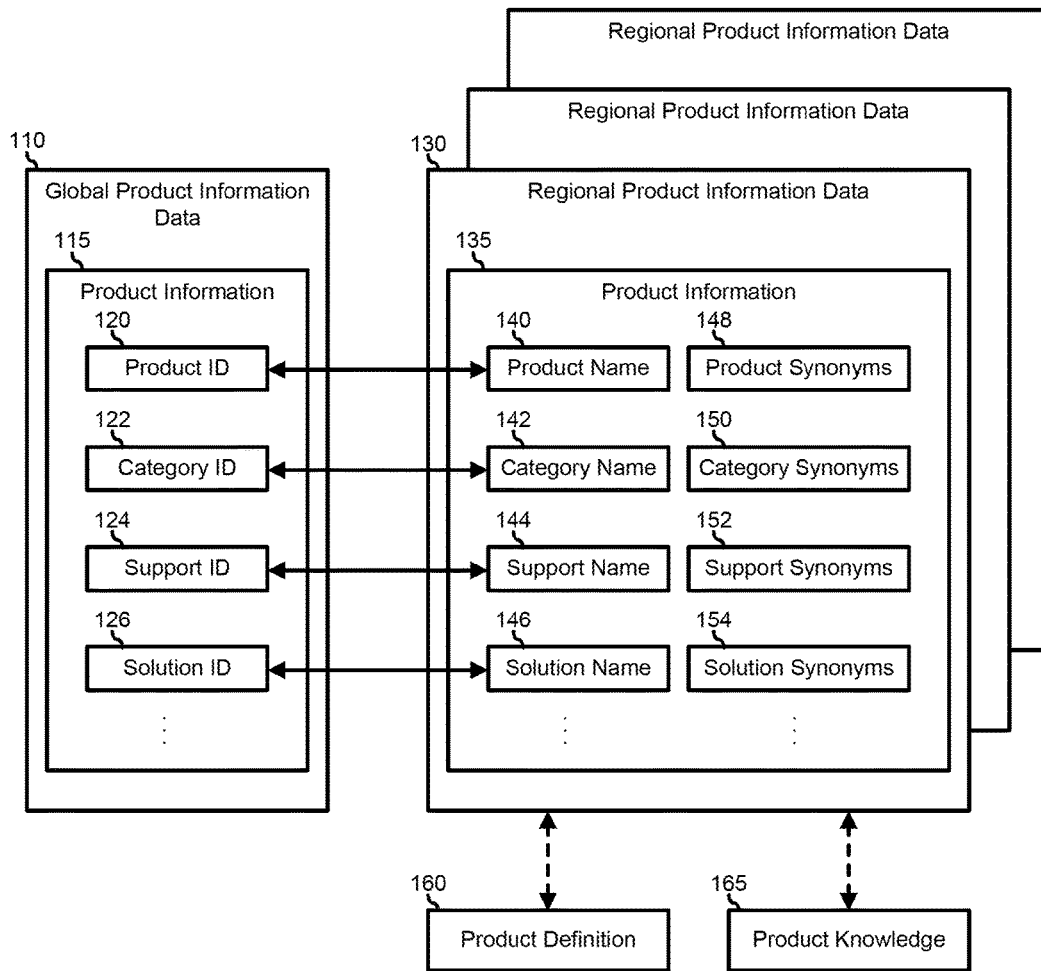 Regional Product Information Data
Regional Product Information Data
110
130
Global Product Information
Data
Regional Product Information Data
115
135
Product Information
Product Information
120
140
148
Product ID
Product Name
Product Synonyms
122
142
150
Category ID
Category Name
Category Synonyms
124
144
152
Support ID
Support Name
Support Synonyms
126
146
154
Solution ID
Solution Name
Solution Synonyms
160
165
Product Definition
Product Knowledge